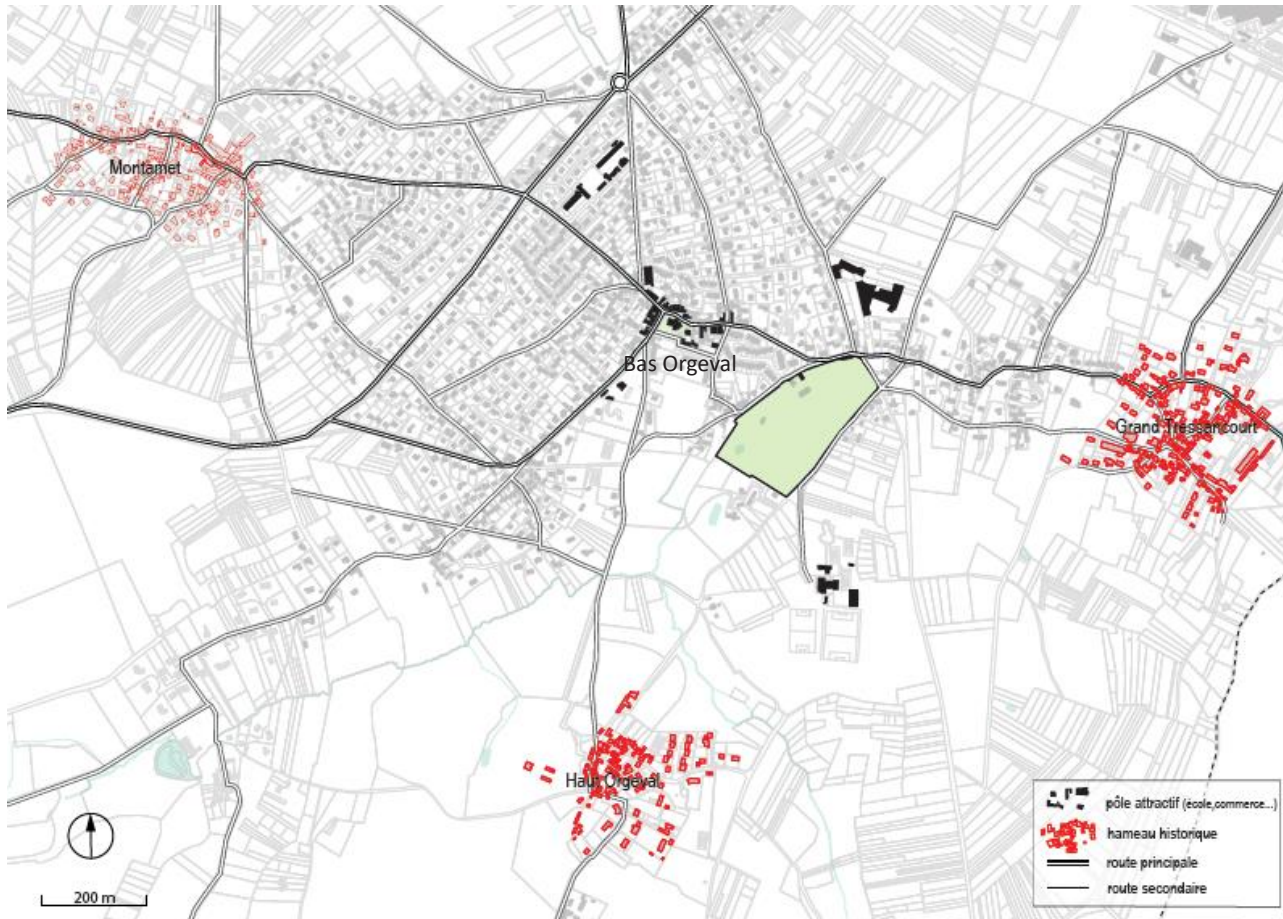 Montamet
Bas Orgeval
Grand Tressancourt
Haut Orgeval
pôle attractif (école,commerce...)
hameau historique
route principale
route secondaire
200 m